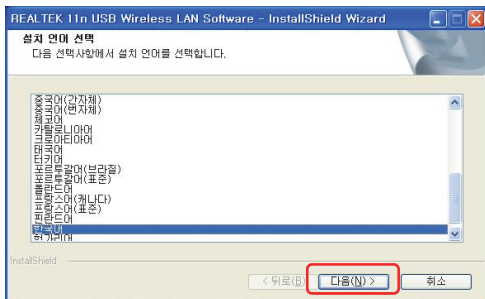 REALTEK 11n USB Wireless LAN Software - InstallShield Wizard
설치 언어 선택
다음 선택사항에서 설치 언어를 선택합니다.
중국어(간자체)
중국어(번자체)
체코어
카탈로니아어
크로아티아어
태국어
터키어
포르투갈어(브라질)
포르투갈어(표준)
폴란드어
프랑스어(캐나다)
프랑스어(표준)
핀란드어
한국어
헝가리어
InstallShield
< 뒤로(B)
다음(N) >
취소